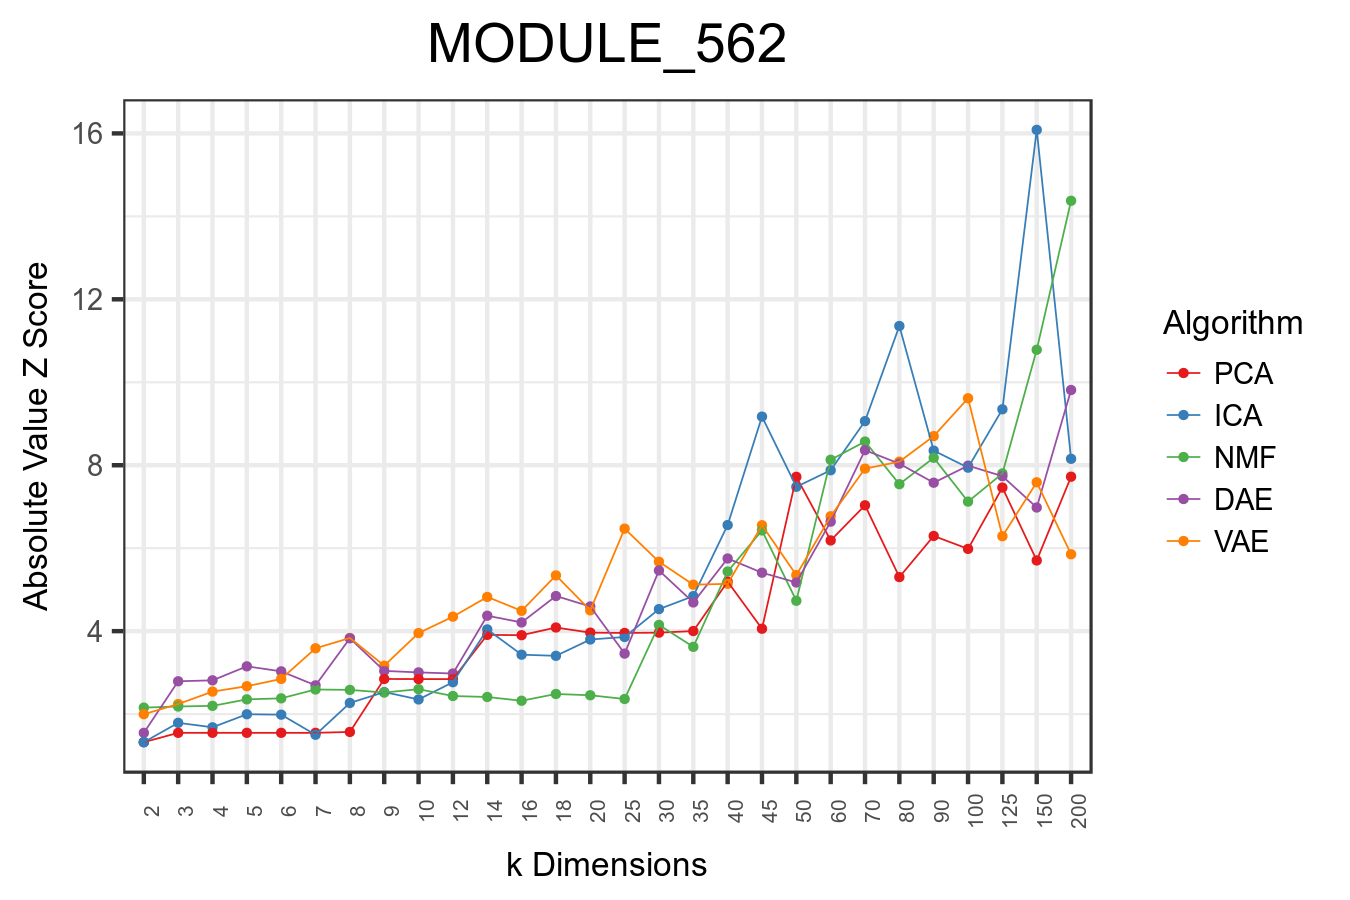 MODULE_562
Absolute Value Z Score
16
12
8
4
2 3 4 5 6 7 8 9 10 12 14 16 18 20 25 30 35 40 45 50 60 70 80 90 100 125 150 200
k Dimensions
Algorithm
PCA
ICA
NMF
DAE
VAE